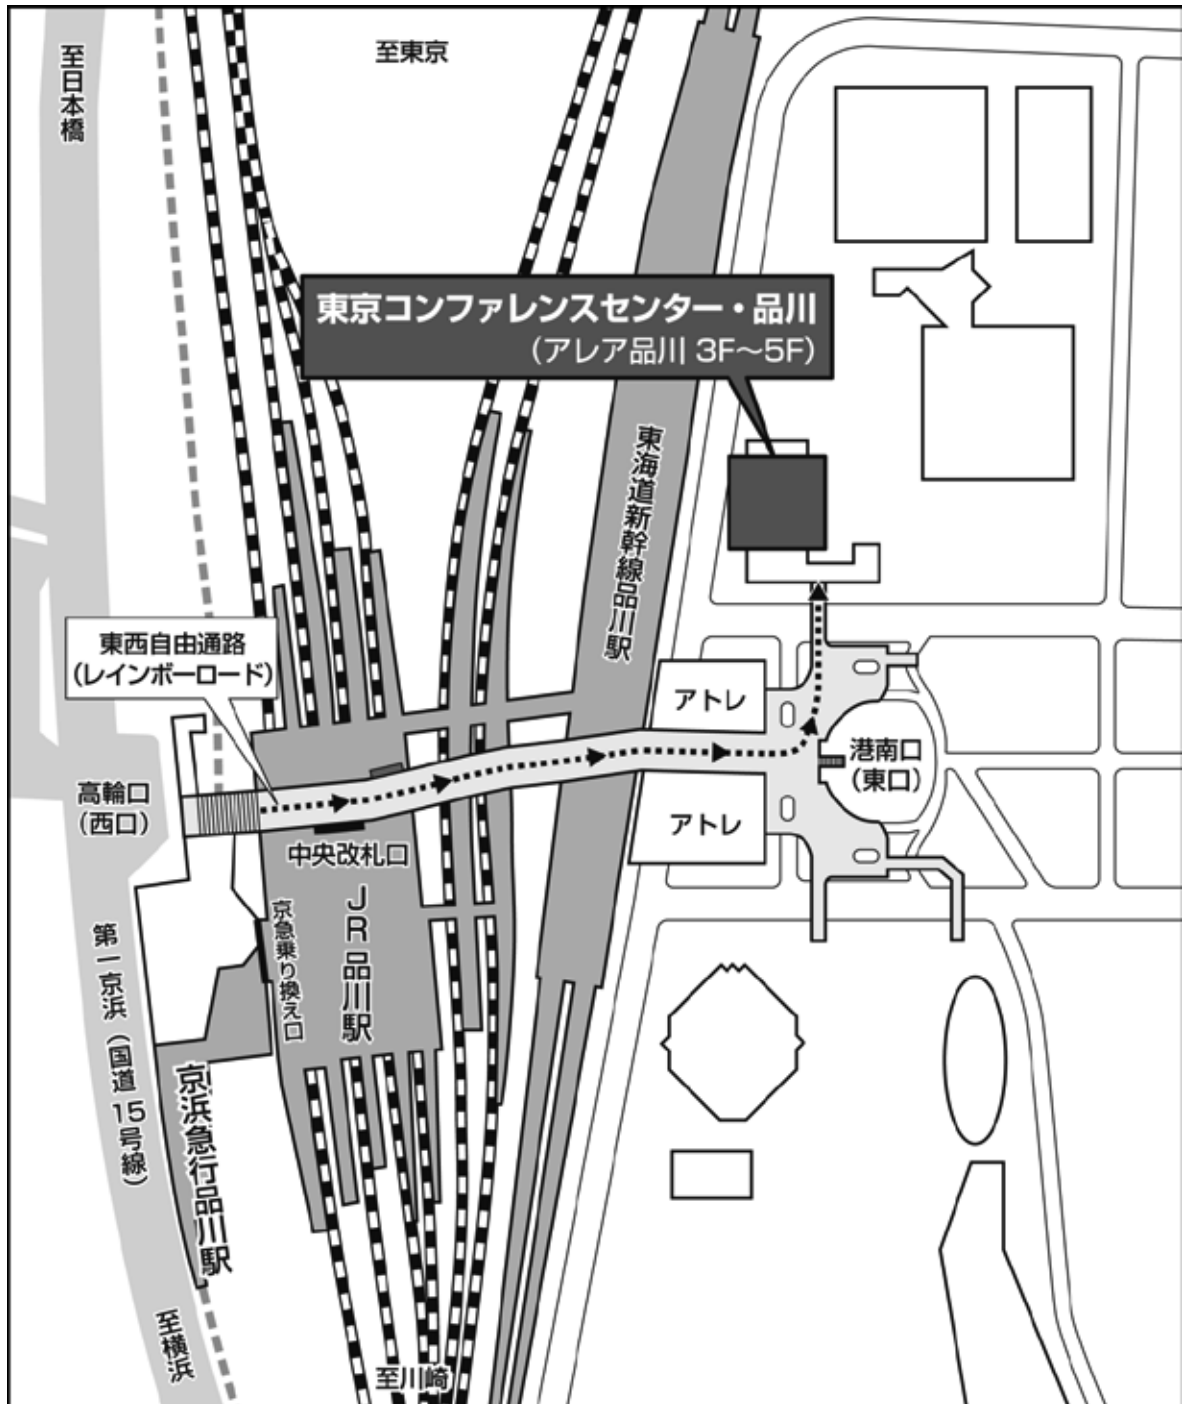 至日本橋
至東京
東京コンファレンスセンター・品川
（アレア品川 3F〜5F）
東海道新幹線品川駅
東西自由通路
（レインボーロード）
アトレ
港南口
（東口）
高輪口
（西口）
アトレ
中央改札口
JR品川駅
京急乗り換え口
第一京浜（国道15号線）
京浜急行品川駅
至横浜
至川崎